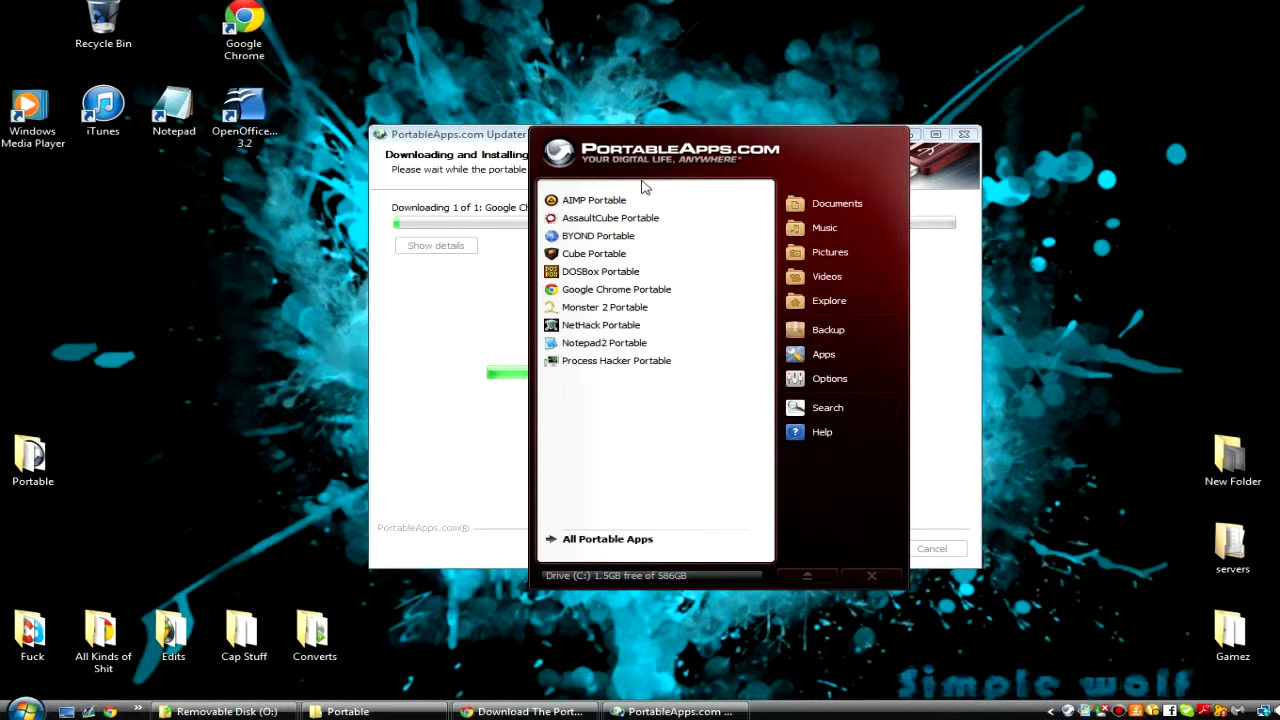 Recycle Bin
Google
Chrome
Windows
Media Player
iTunes
Notepad
OpenOffice...
3.2
PortableApps.com Updater
Downloading and Installing
Please wait while the portable
Downloading 1 of 1: Google Ch
Show details
PortableApps.com®
Cancel
PORTABLEAPPS.COM
YOUR DIGITAL LIFE, ANYWHERE®
AIMP Portable
AssaultCube Portable
BYOND Portable
Cube Portable
DOSBox Portable
Google Chrome Portable
Monster 2 Portable
NetHack Portable
Notepad2 Portable
Process Hacker Portable
All Portable Apps
Drive (C:) 1.5GB free of 586GB
Documents
Music
Pictures
Videos
Explore
Backup
Apps
Options
Search
Help
Portable
New Folder
servers
Fuck
All Kinds of
Shit
Edits
Cap Stuff
Converts
Gamez
Simple wolf
Removable Disk (O:)
Portable
Download The Port...
PortableApps.com ...